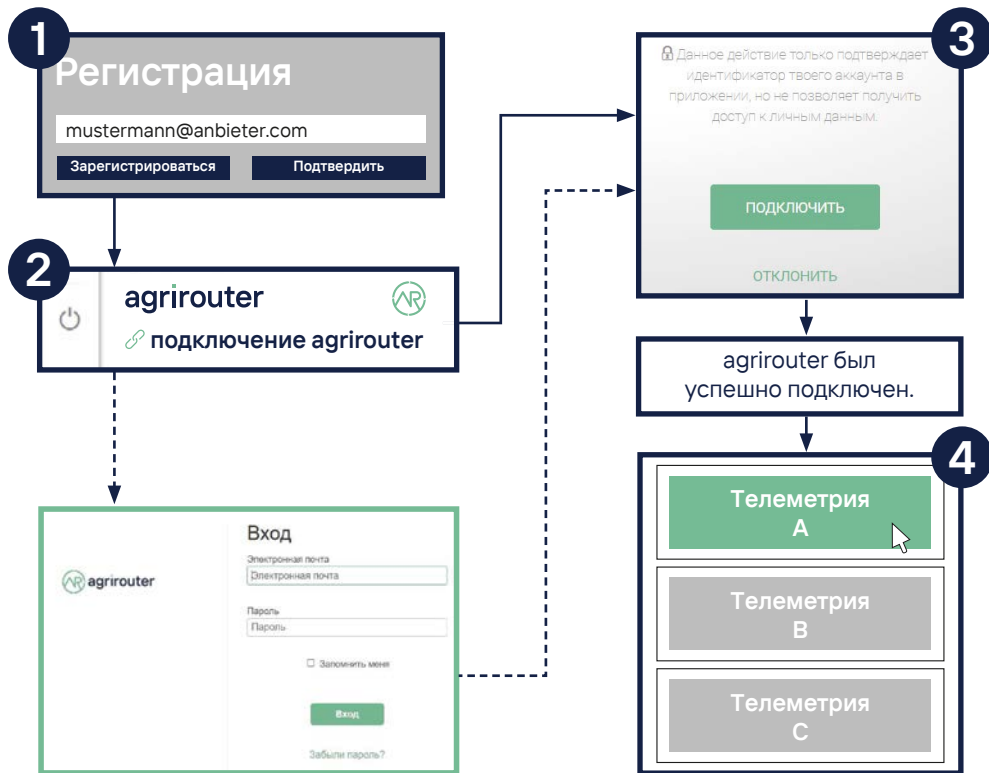 1
Регистрация
mustermann@anbieter.com
Зарегистрироваться
Подтвердить
2
agrirouter
AR
подключение agrirouter
AR agrirouter
Вход
Электронная почта
Электронная почта
Пароль
Пароль
Запомнить меня
Вход
Забыли пароль?
3
Данное действие только подтверждает
идентификатор твоего аккаунта в
приложении, но не позволяет получить
доступ к личным данным.
ПОДКЛЮЧИТЬ
ОТКЛОНИТЬ
agrirouter был
успешно подключен.
4
Телеметрия
A
Телеметрия
B
Телеметрия
C